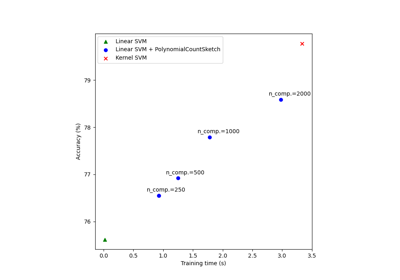 Linear SVM
Linear SVM + PolynomialCountSketch
Kernel SVM
79
78
77
76
n_comp.=2000
n_comp.=1000
n_comp.=500
n_comp.=250
Accuracy (%)
0.0 0.5 1.0 1.5 2.0 2.5 3.0 3.5
Training time (s)